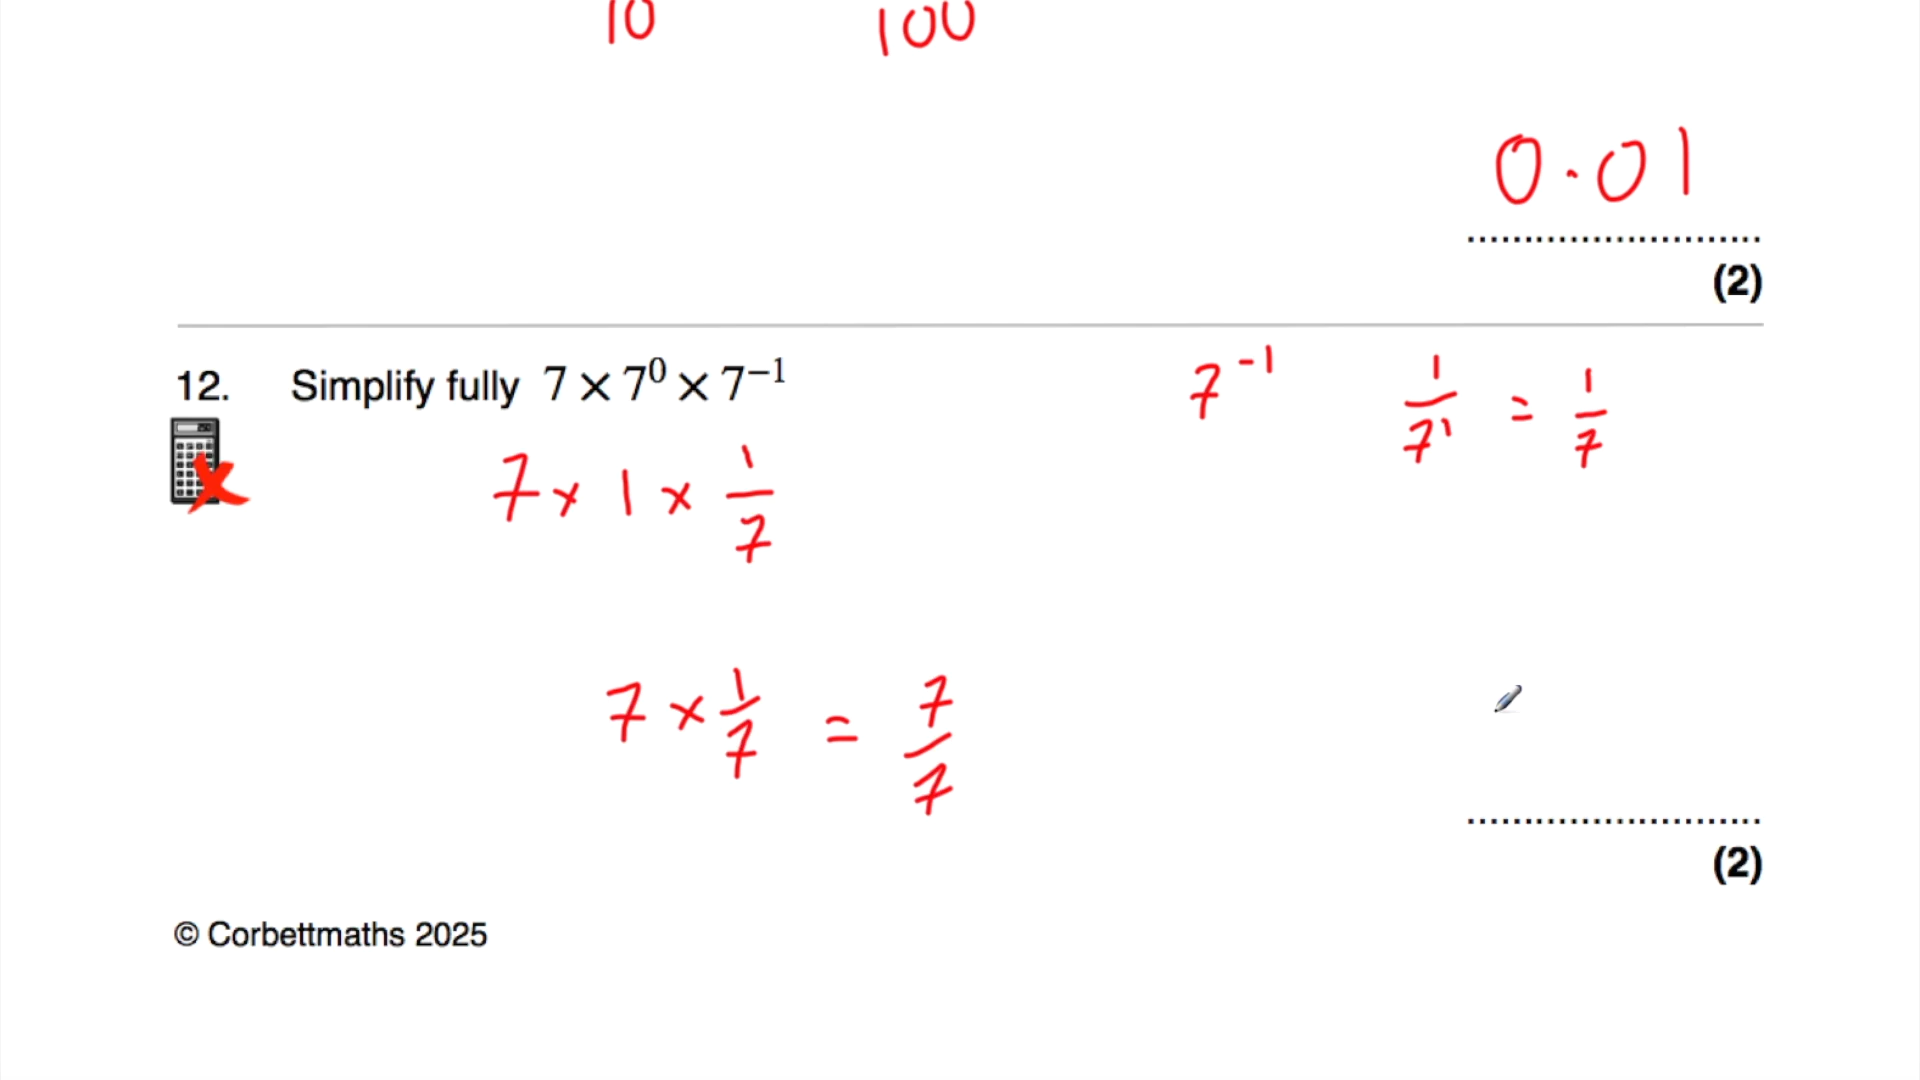 10 100
0.01
(2)
12. Simplify fully 7 × 7⁰ × 7⁻¹
7⁻¹ 1/7¹ = 1/7
7 × 1 × 1/7
7 × 1/7 = 7/7
(2)
© Corbettmaths 2025